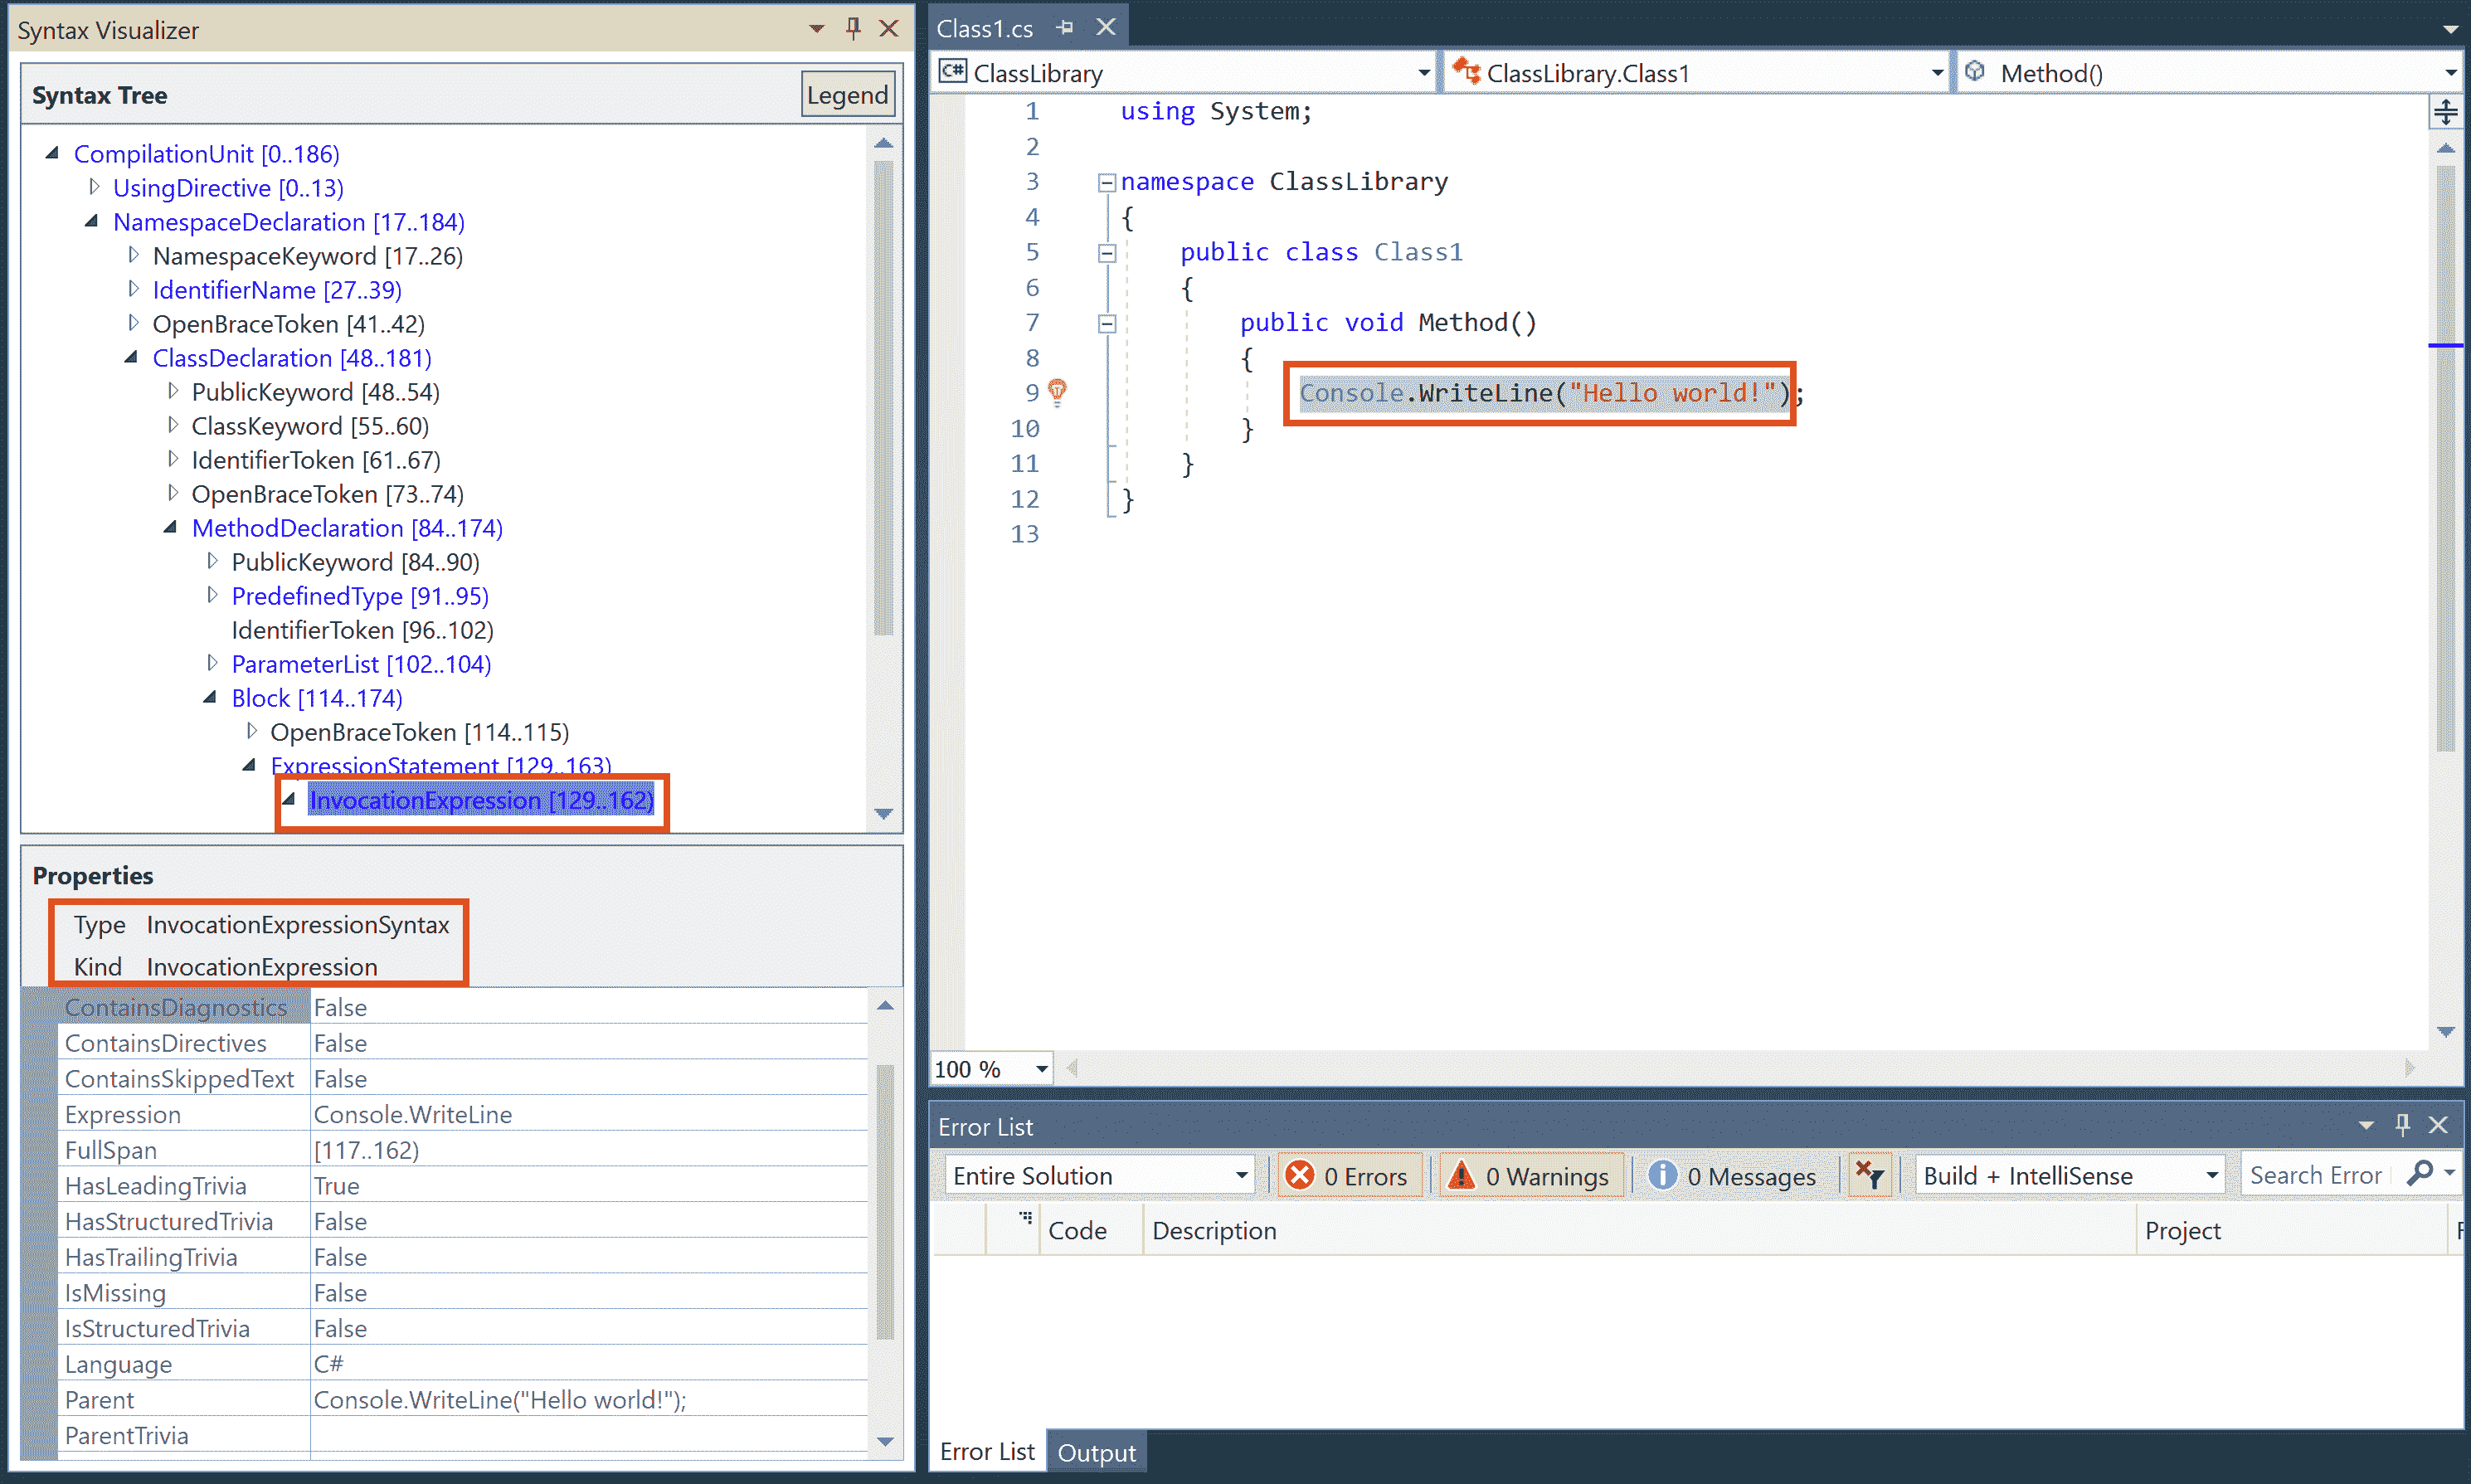 Syntax Visualizer
Syntax Tree
Legend
CompilationUnit [0..186)
UsingDirective [0..13)
NamespaceDeclaration [17..184)
NamespaceKeyword [17..26)
IdentifierName [27..39)
OpenBraceToken [41..42)
ClassDeclaration [48..181)
PublicKeyword [48..54)
ClassKeyword [55..60)
IdentifierToken [61..67)
OpenBraceToken [73..74)
MethodDeclaration [84..174)
PublicKeyword [84..90)
PredefinedType [91..95)
IdentifierToken [96..102)
ParameterList [102..104)
Block [114..174)
OpenBraceToken [114..115)
ExpressionStatement [129..163)
InvocationExpression [129..162)
Properties
Type InvocationExpressionSyntax
Kind InvocationExpression
ContainsDiagnostics False
ContainsDirectives False
ContainsSkippedText False
Expression Console.WriteLine
FullSpan [117..162)
HasLeadingTrivia True
HasStructuredTrivia False
HasTrailingTrivia False
IsMissing False
IsStructuredTrivia False
Language C#
Parent Console.WriteLine("Hello world!");
ParentTrivia
Class1.cs
C# ClassLibrary
ClassLibrary.Class1
Method()
1 using System;
2
3 namespace ClassLibrary
4 {
5 public class Class1
6 {
7 public void Method()
8 {
9 Console.WriteLine("Hello world!");
10 }
11 }
12 }
13
100 %
Error List
Entire Solution
0 Errors
0 Warnings
0 Messages
Build + IntelliSense
Search Error
Code Description Project F
Error List Output